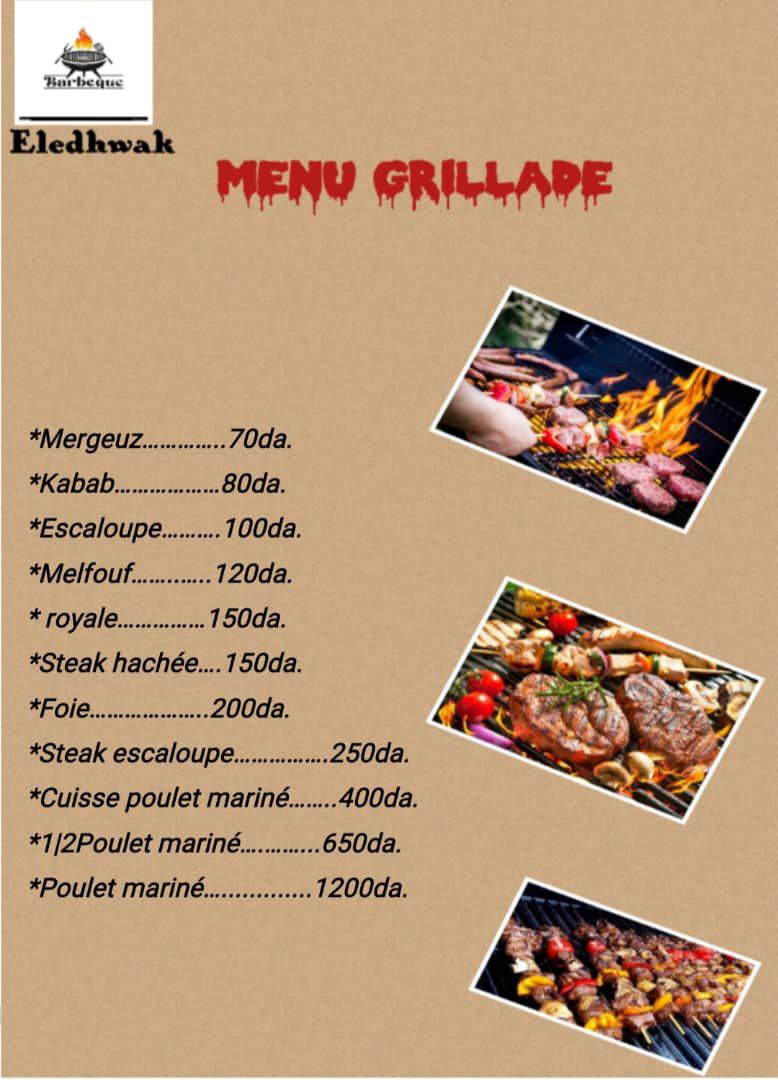 Barbeque
Eledhwak
MENU GRILLADE
*Mergeuz…………..70da.
*Kabab………………80da.
*Escaloupe……….100da.
*Melfouf……..…..120da.
* royale……………150da.
*Steak hachée….150da.
*Foie………………..200da.
*Steak escaloupe…………….250da.
*Cuisse poulet mariné……..400da.
*1|2Poulet mariné………....650da.
*Poulet mariné…..............1200da.